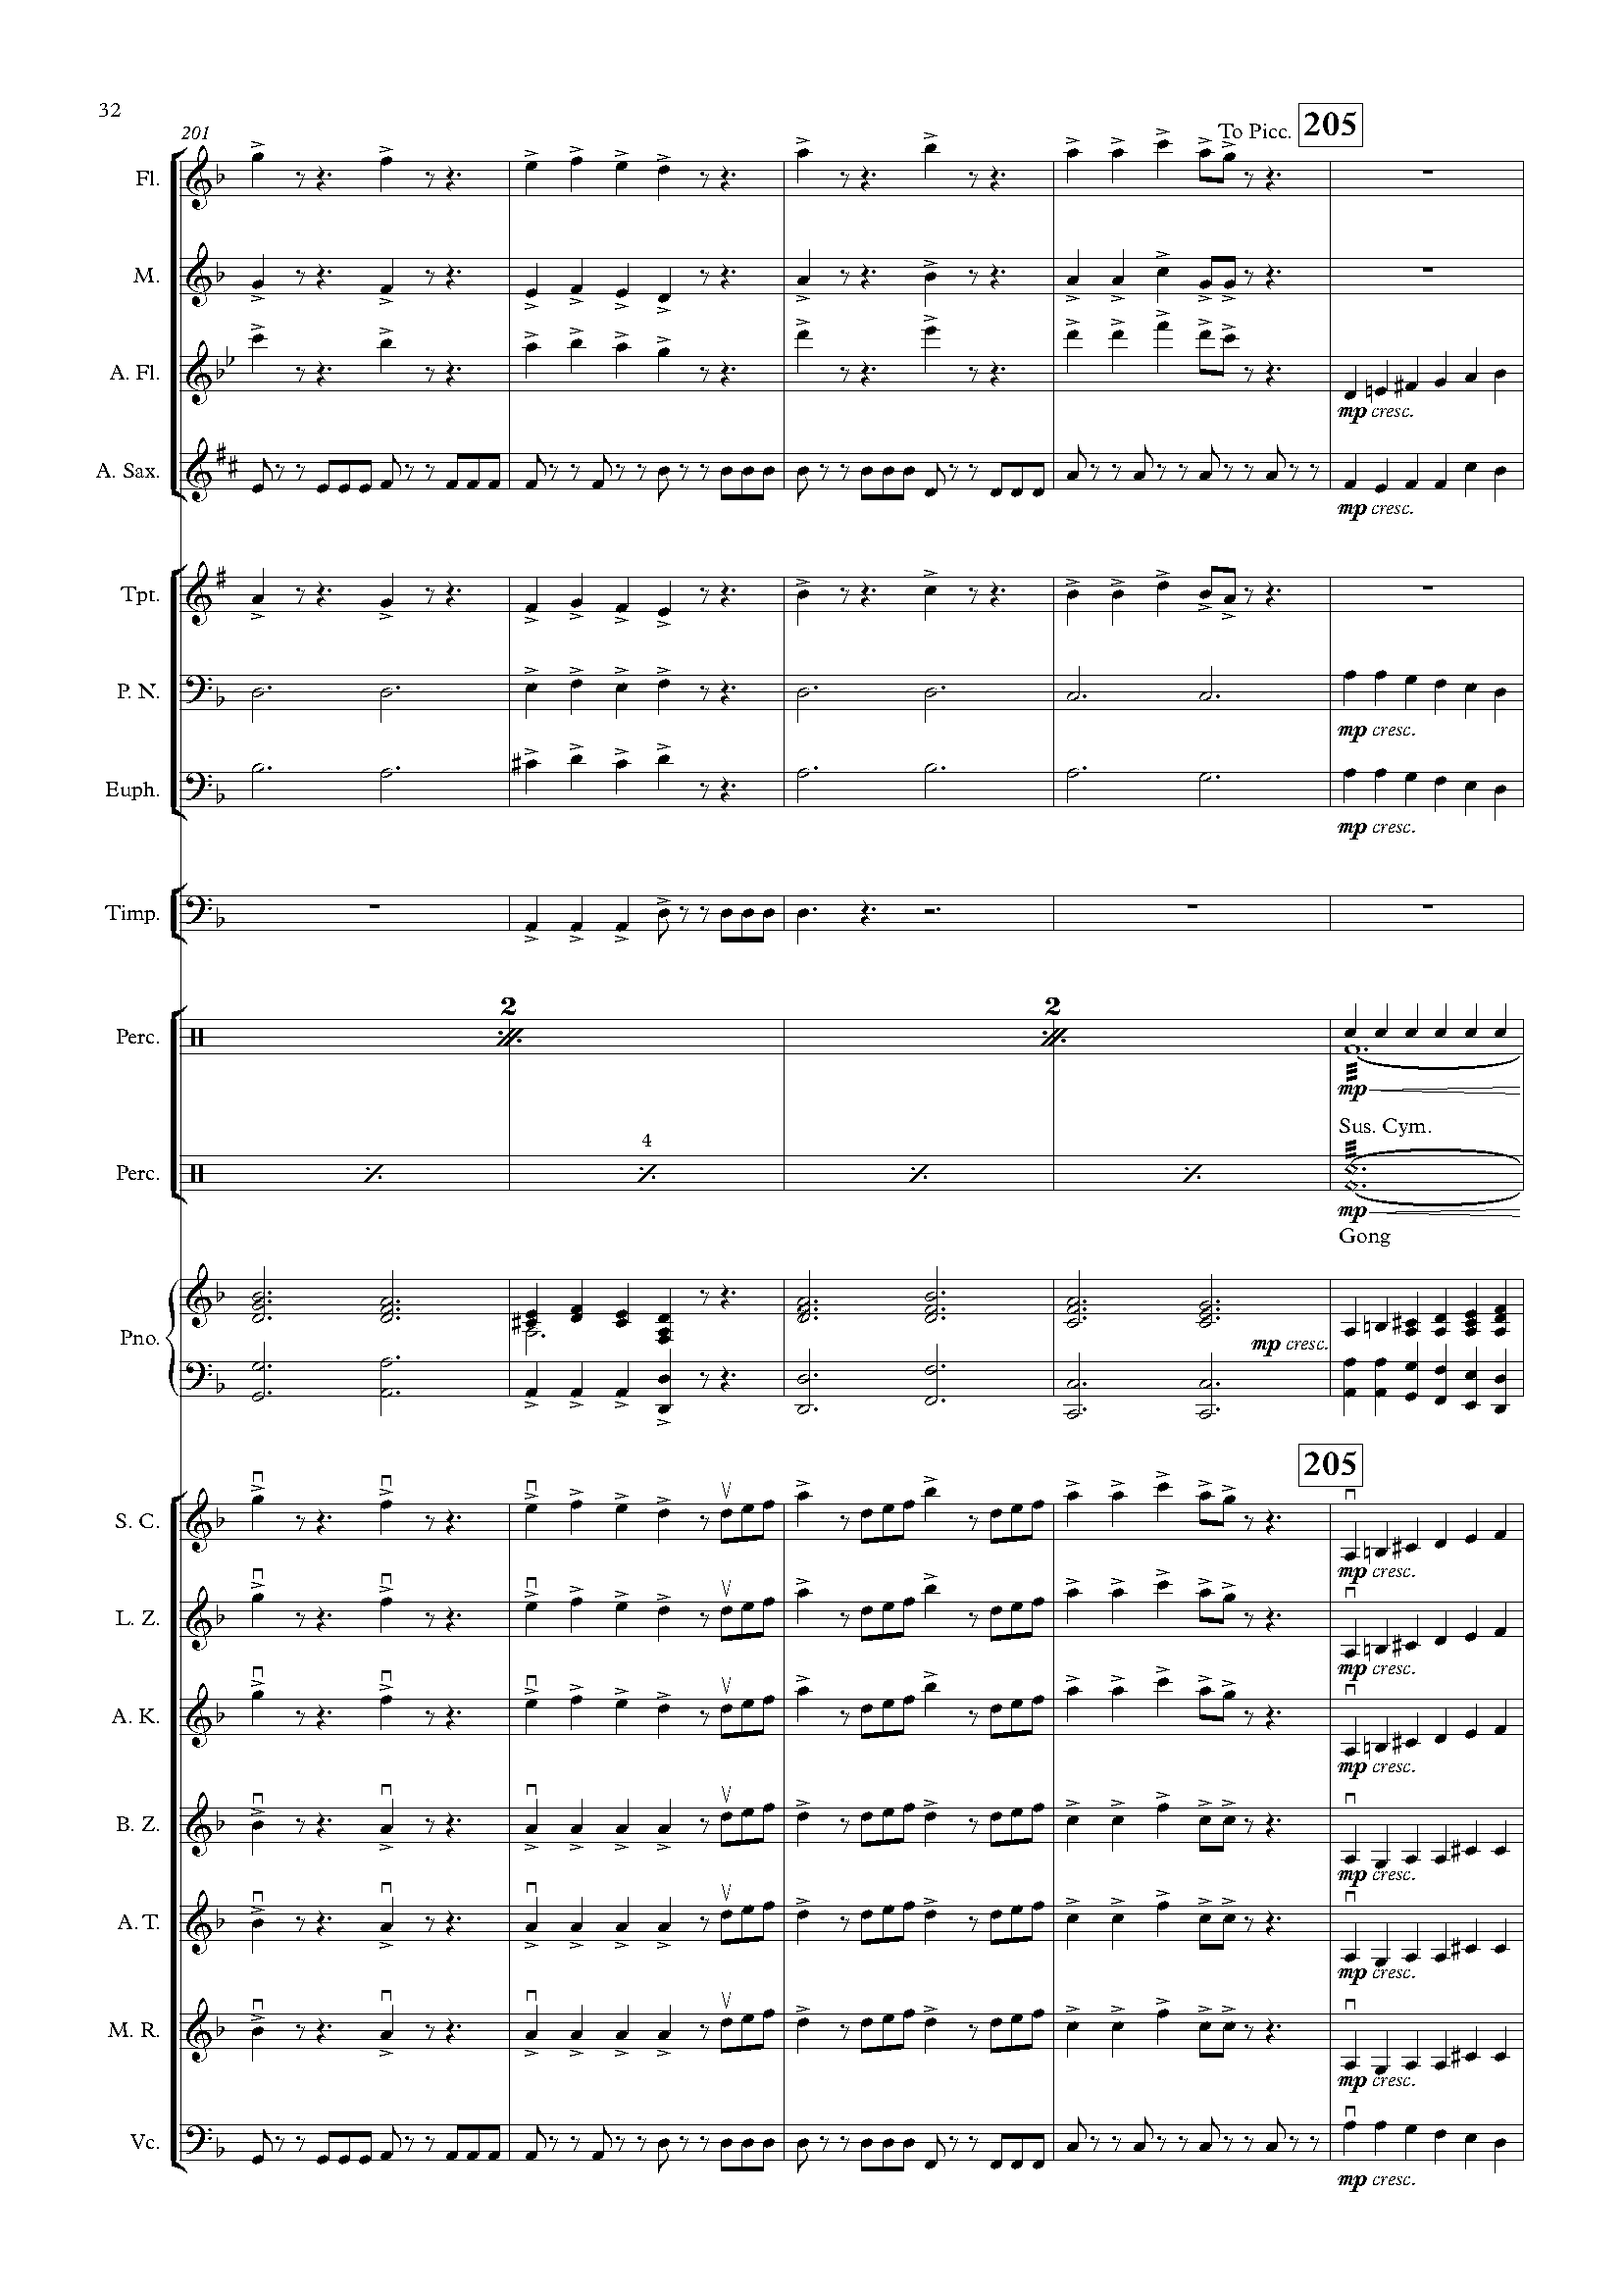 32
201
To Picc. 205
Fl.
M.
A. Fl.
mp cresc.
A. Sax.
mp cresc.
Tpt.
P. N.
mp cresc.
Euph.
mp cresc.
Timp.
2 2
Perc.
mp
Sus. Cym.
4
Perc.
mp
Gong
Pno.
mp cresc.
205
S. C.
mp cresc.
L. Z.
mp cresc.
A. K.
mp cresc.
B. Z.
mp cresc.
A. T.
mp cresc.
M. R.
mp cresc.
Vc.
mp cresc.